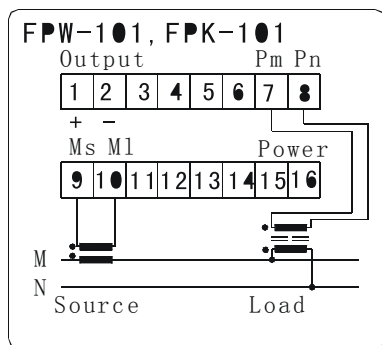 FPW-101, FPK-101
Output Pm Pn
1 2 3 4 5 6 7 8
+ −
Ms Ml Power
9 10 11 12 13 14 15 16
M
N
Source Load